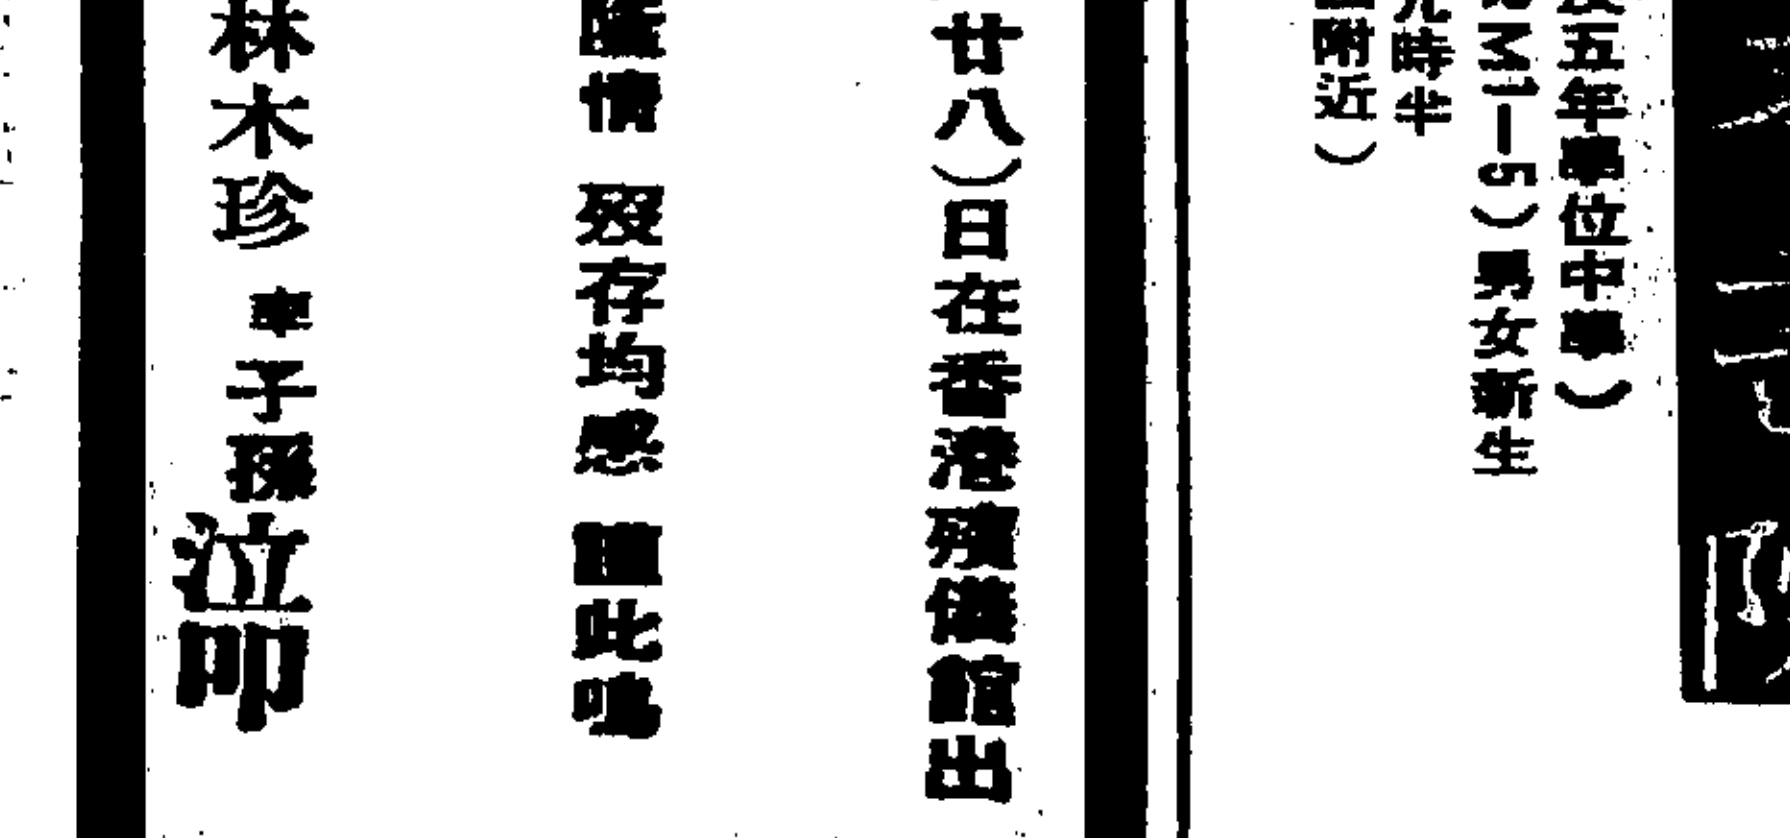 五年學位中學）
M1—5）男女新生
時半
附近）
廿八）日在香港殯儀館出
隆情 歿存均感 謹此鳴
林木珍 率子孫泣叩